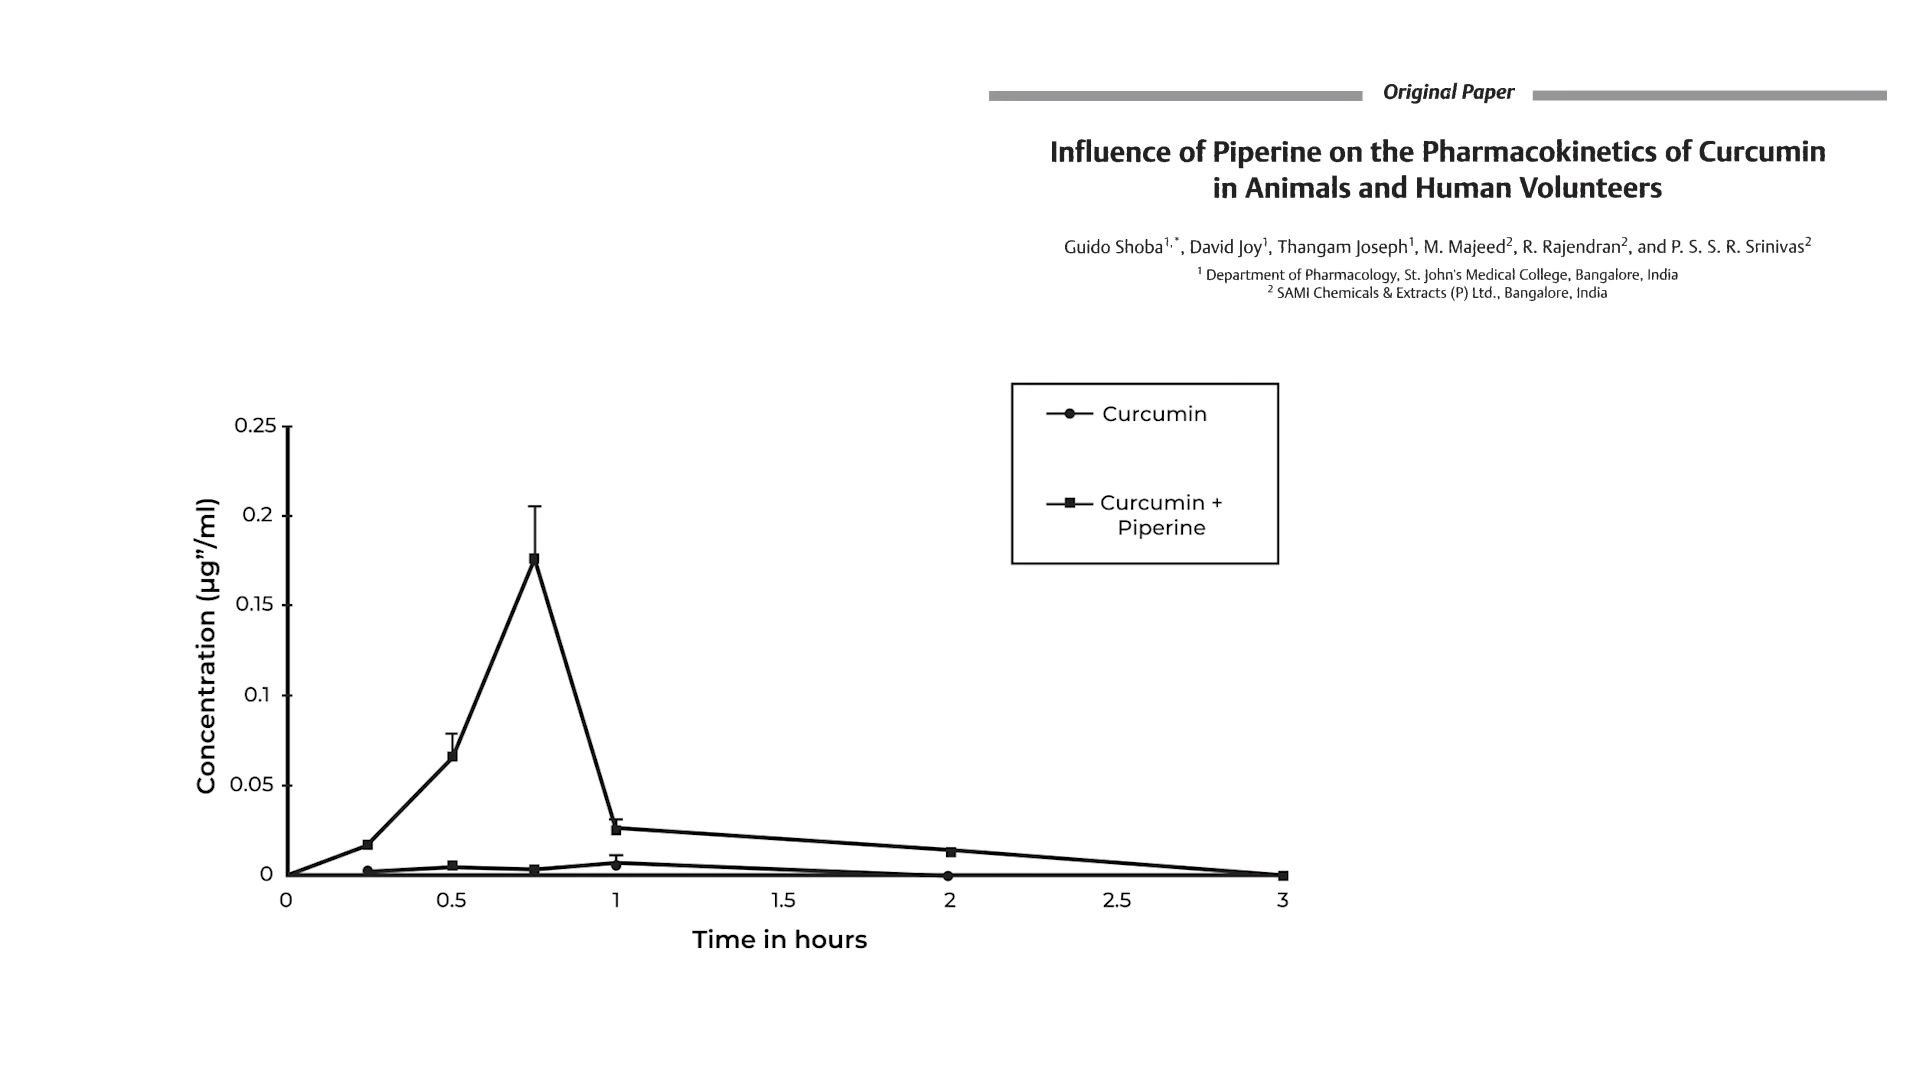 Original Paper
Influence of Piperine on the Pharmacokinetics of Curcumin
in Animals and Human Volunteers
Guido Shoba1,*, David Joy1, Thangam Joseph1, M. Majeed2, R. Rajendran2, and P. S. S. R. Srinivas2
1 Department of Pharmacology, St. John's Medical College, Bangalore, India
2 SAMI Chemicals & Extracts (P) Ltd., Bangalore, India
Curcumin
Curcumin +
Piperine
Concentration (µg”/ml)
0.25
0.2
0.15
0.1
0.05
0
0 0.5 1 1.5 2 2.5 3
Time in hours